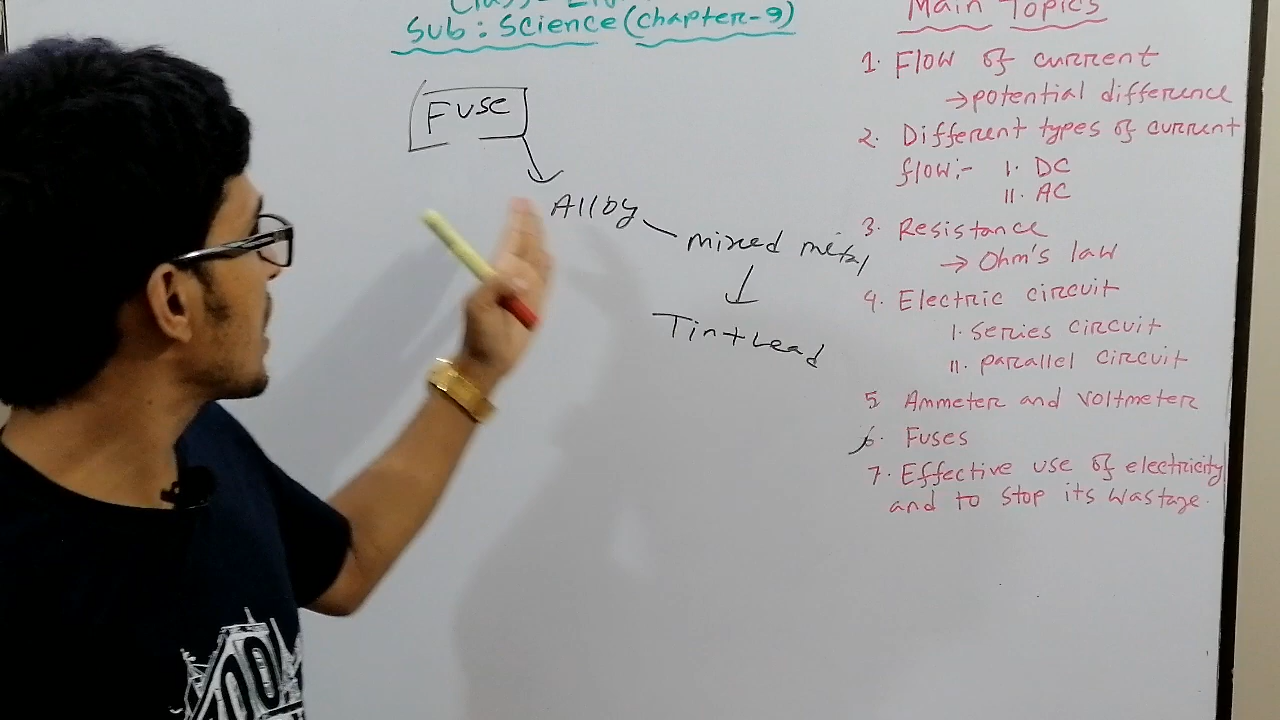 Sub : Science (chapter-9)
Fuse
Alloy
mixed metal
Tin+Lead
Main Topics
1. Flow of current
→potential difference
2. Different types of current
flow:- I. DC
II. AC
3. Resistance
→ Ohm's law
4. Electric circuit
I. series circuit
II. parallel circuit
5. Ammeter and voltmeter
6. Fuses
7. Effective use of electricity
and to stop its wastage.